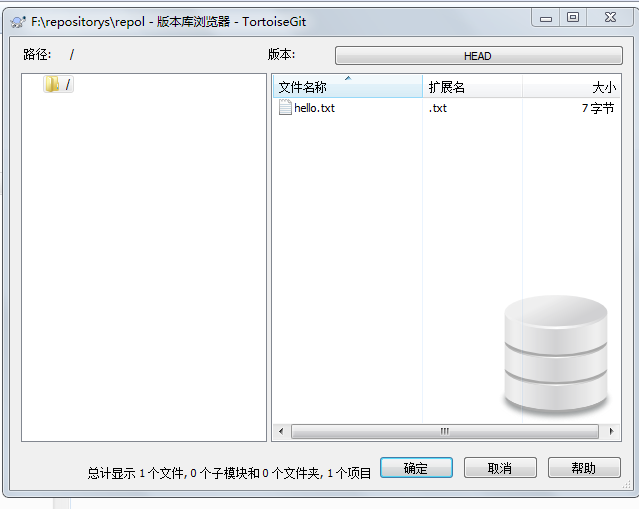 F:\repositorys\repol - 版本库浏览器 - TortoiseGit
路径: /
版本: HEAD
/
文件名称 扩展名 大小
hello.txt .txt 7 字节
总计显示 1 个文件, 0 个子模块和 0 个文件夹, 1 个项目
确定 取消 帮助